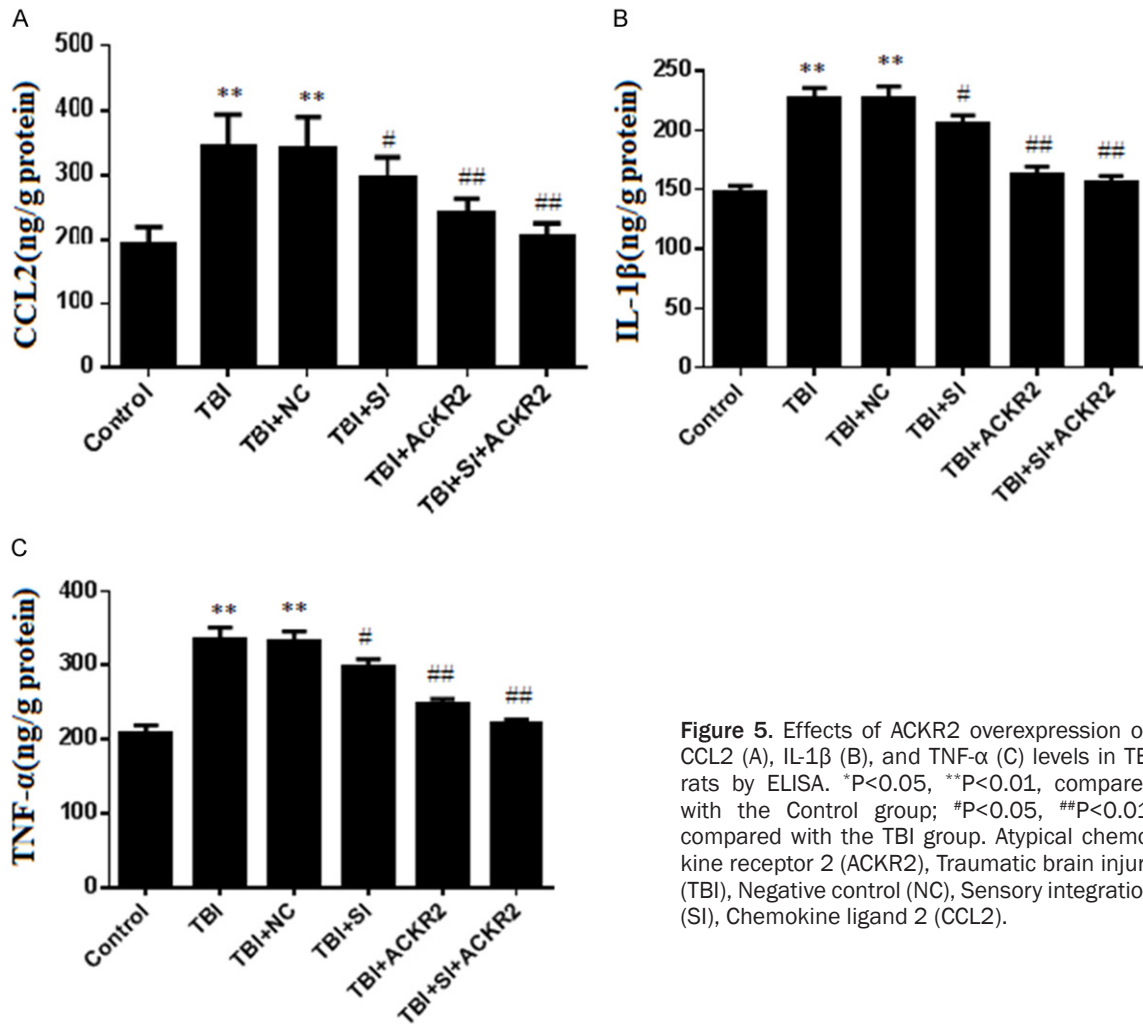 A
CCL2(ng/g protein)
500
400
300
200
100
0
**
**
#
##
##
Control
TBI
TBI+NC
TBI+SI
TBI+ACKR2
TBI+SI+ACKR2
B
IL-1β(ng/g protein)
250
200
150
100
50
0
**
**
#
##
##
Control
TBI
TBI+NC
TBI+SI
TBI+ACKR2
TBI+SI+ACKR2
C
TNF-α(ng/g protein)
400
300
200
100
0
**
**
#
##
##
Control
TBI
TBI+NC
TBI+SI
TBI+ACKR2
TBI+SI+ACKR2
Figure 5. Effects of ACKR2 overexpression o
CCL2 (A), IL-1β (B), and TNF-α (C) levels in TB
rats by ELISA. *P<0.05, **P<0.01, compare
with the Control group; #P<0.05, ##P<0.01
compared with the TBI group. Atypical chemo
kine receptor 2 (ACKR2), Traumatic brain injur
(TBI), Negative control (NC), Sensory integratio
(SI), Chemokine ligand 2 (CCL2).